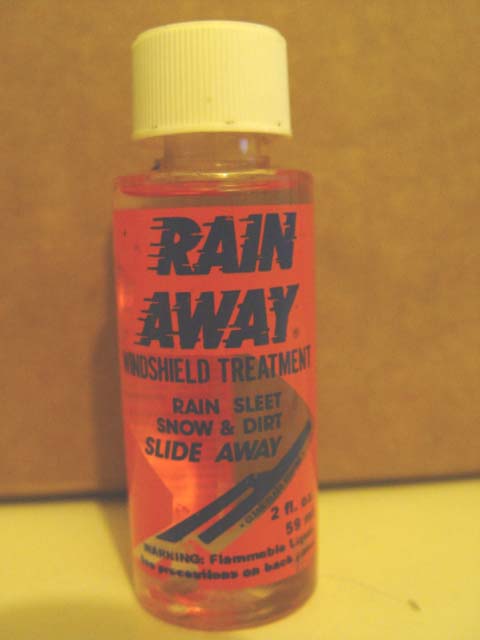 RAIN
AWAY®
WINDSHIELD TREATMENT
RAIN SLEET
SNOW & DIRT
SLIDE AWAY
2 fl. oz.
59 ml
WARNING: Flammable Liquid
See precautions on back